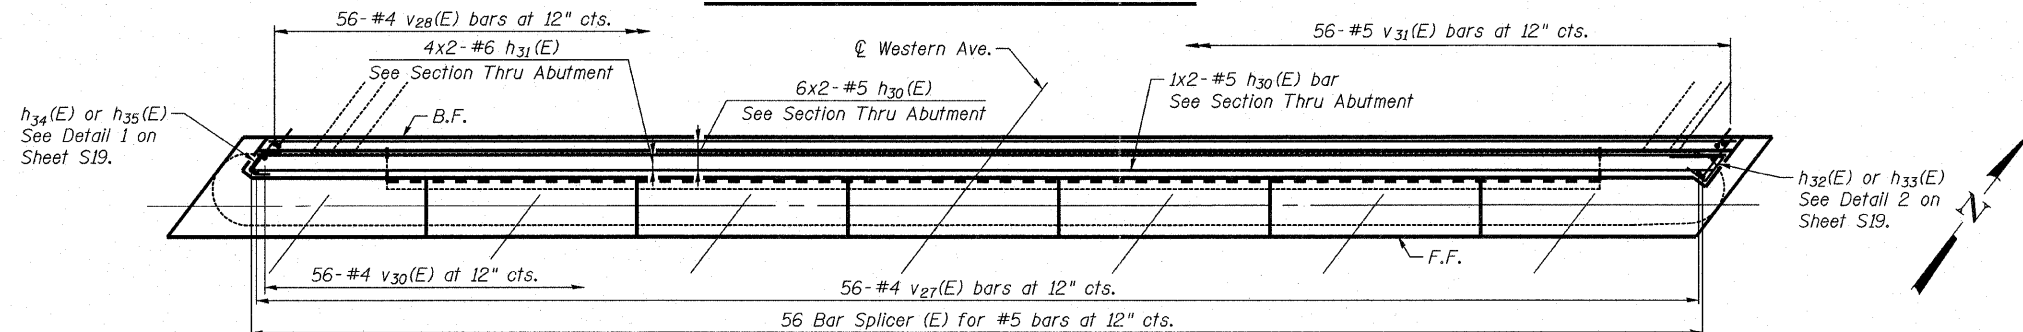 56-#4 v28(E) bars at 12" cts.
4x2-#6 h31(E)
See Section Thru Abutment
℄ Western Ave.
56-#5 v31(E) bars at 12" cts.
6x2-#5 h30(E)
See Section Thru Abutment
1x2-#5 h30(E) bar
See Section Thru Abutment
h34(E) or h35(E)
See Detail 1 on
Sheet S19.
B.F.
h32(E) or h33(E)
See Detail 2 on
Sheet S19.
N
F.F.
56-#4 v30(E) at 12" cts.
56-#4 v27(E) bars at 12" cts.
56 Bar Splicer (E) for #5 bars at 12" cts.